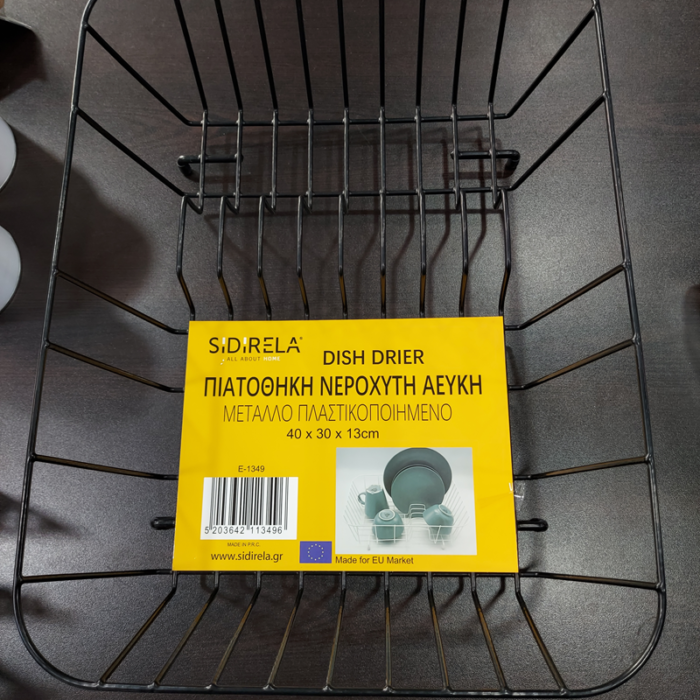 SIDIRELA®
ALL ABOUT HOME
DISH DRIER
ΠΙΑΤΟΘΗΚΗ ΝΕΡΟΧΥΤΗ ΛΕΥΚΗ
ΜΕΤΑΛΛΟ ΠΛΑΣΤΙΚΟΠΟΙΗΜΕΝΟ
40 x 30 x 13cm
E-1349
5 203642 113496
MADE IN P.R.C.
www.sidirela.gr
Made for EU Market